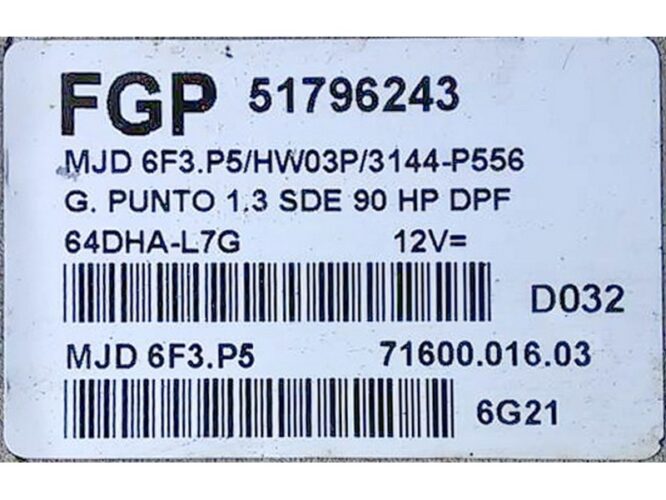 FGP 51796243
MJD 6F3.P5/HW03P/3144-P556
G. PUNTO 1.3 SDE 90 HP DPF
64DHA-L7G 12V=
D032
MJD 6F3.P5 71600.016.03
6G21